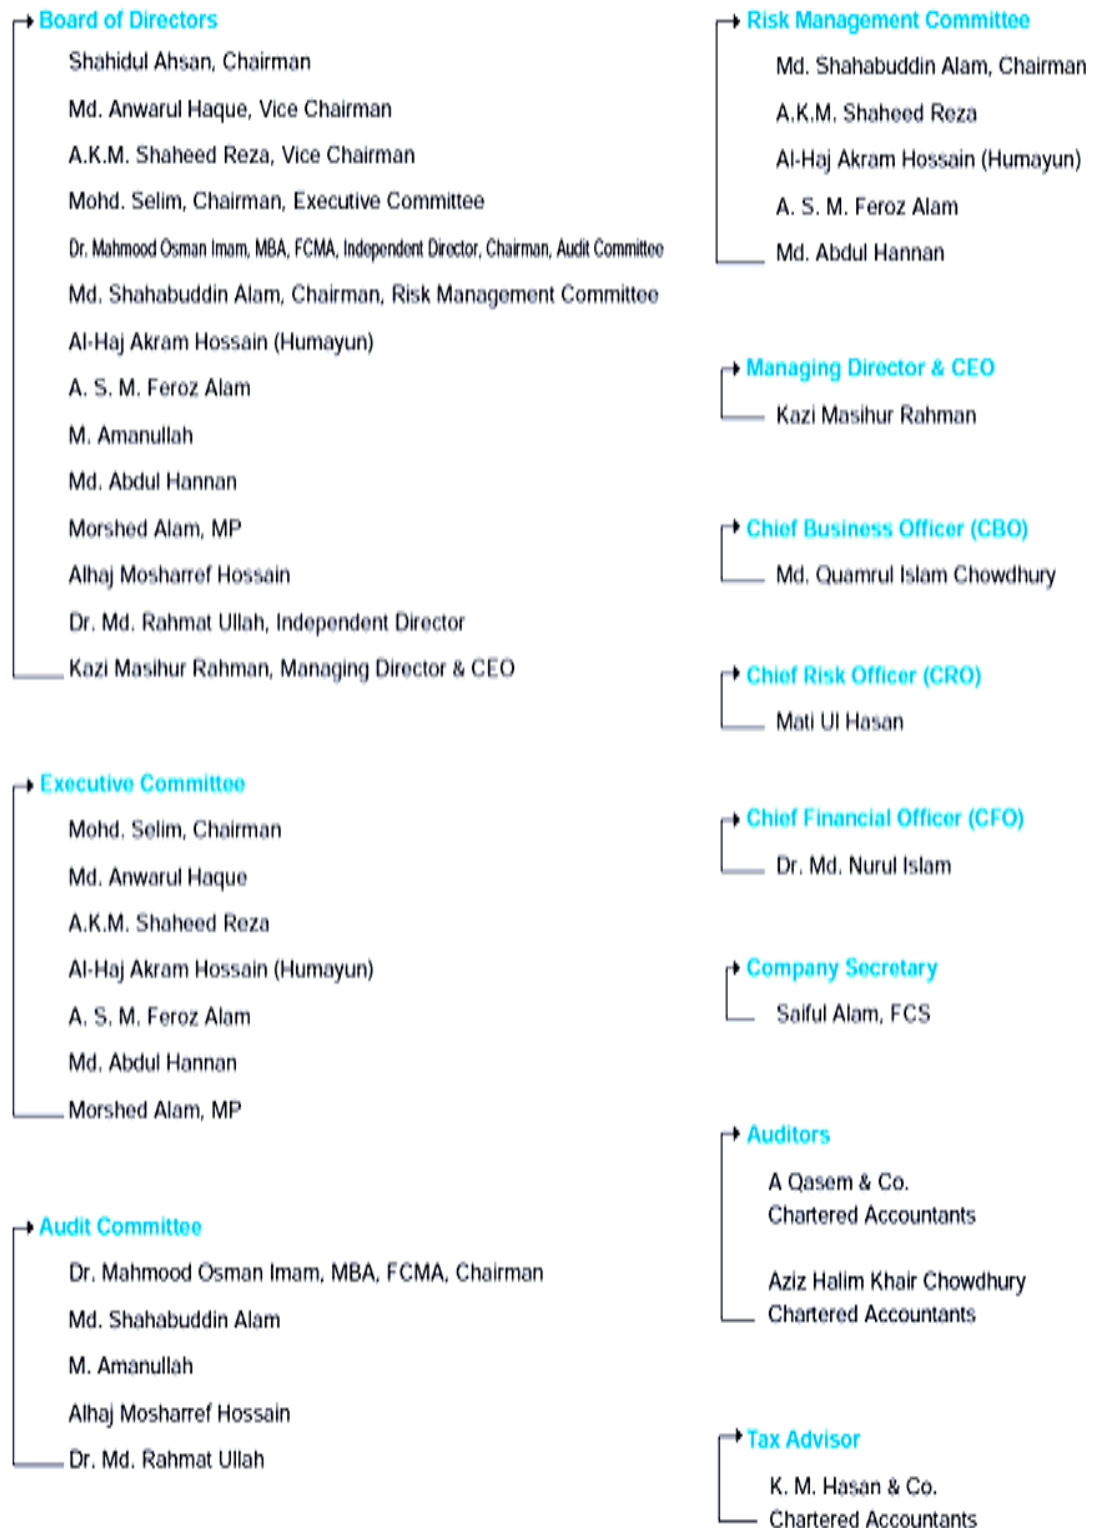 Board of Directors
Shahidul Ahsan, Chairman
Md. Anwarul Haque, Vice Chairman
A.K.M. Shaheed Reza, Vice Chairman
Mohd. Selim, Chairman, Executive Committee
Dr. Mahmood Osman Imam, MBA, FCMA, Independent Director, Chairman, Audit Committee
Md. Shahabuddin Alam, Chairman, Risk Management Committee
Al-Haj Akram Hossain (Humayun)
A. S. M. Feroz Alam
M. Amanullah
Md. Abdul Hannan
Morshed Alam, MP
Alhaj Mosharref Hossain
Dr. Md. Rahmat Ullah, Independent Director
Kazi Masihur Rahman, Managing Director & CEO
Executive Committee
Mohd. Selim, Chairman
Md. Anwarul Haque
A.K.M. Shaheed Reza
Al-Haj Akram Hossain (Humayun)
A. S. M. Feroz Alam
Md. Abdul Hannan
Morshed Alam, MP
Audit Committee
Dr. Mahmood Osman Imam, MBA, FCMA, Chairman
Md. Shahabuddin Alam
M. Amanullah
Alhaj Mosharref Hossain
Dr. Md. Rahmat Ullah
Risk Management Committee
Md. Shahabuddin Alam, Chairman
A.K.M. Shaheed Reza
Al-Haj Akram Hossain (Humayun)
A. S. M. Feroz Alam
Md. Abdul Hannan
Managing Director & CEO
Kazi Masihur Rahman
Chief Business Officer (CBO)
Md. Quamrul Islam Chowdhury
Chief Risk Officer (CRO)
Mati Ul Hasan
Chief Financial Officer (CFO)
Dr. Md. Nurul Islam
Company Secretary
Saiful Alam, FCS
Auditors
A Qasem & Co.
Chartered Accountants
Aziz Halim Khair Chowdhury
Chartered Accountants
Tax Advisor
K. M. Hasan & Co.
Chartered Accountants